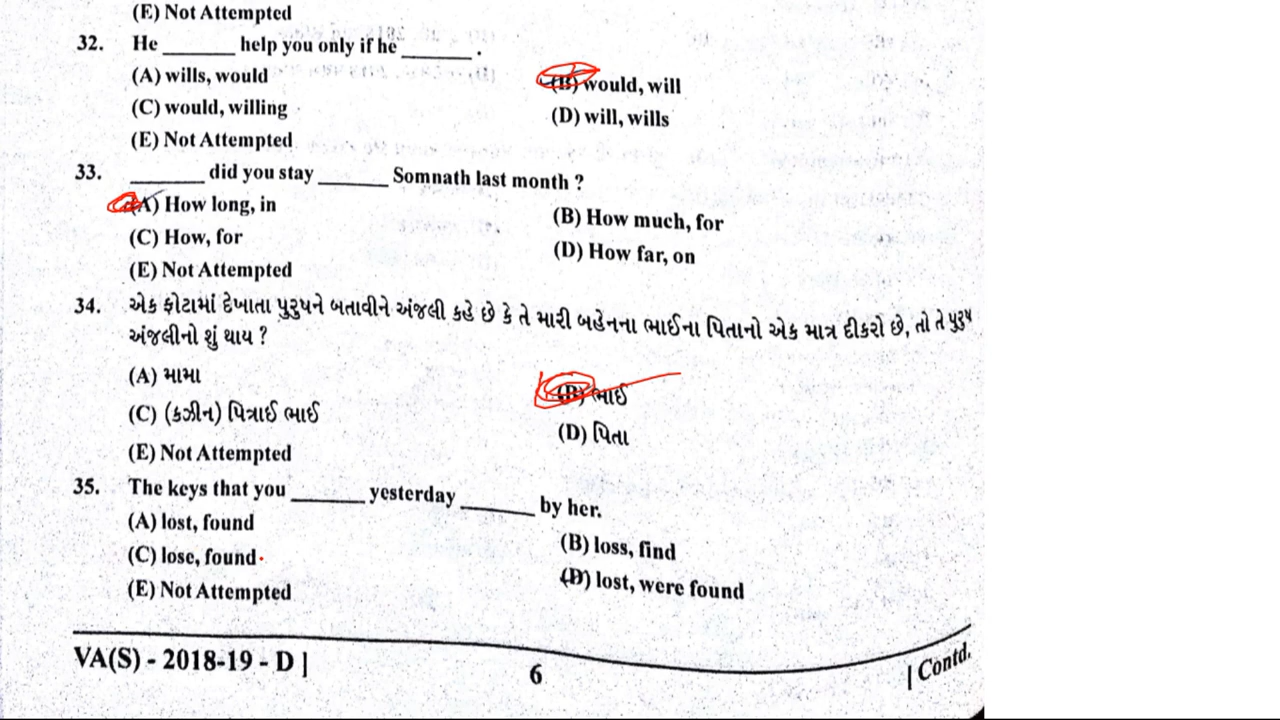 (E) Not Attempted
32. He _______ help you only if he _______ .
(A) wills, would (B) would, will
(C) would, willing (D) will, wills
(E) Not Attempted
33. _______ did you stay _______ Somnath last month ?
(A) How long, in (B) How much, for
(C) How, for (D) How far, on
(E) Not Attempted
34. એક ફોટામાં દેખાતા પુરુષને બતાવીને અંજલી કહે છે કે તે મારી બહેનના ભાઈના પિતાનો એક માત્ર દીકરો છે, તો તે પુરુષ
અંજલીનો શું થાય ?
(A) મામા (B) ભાઈ
(C) (કઝીન) પિત્રાઈ ભાઈ (D) પિતા
(E) Not Attempted
35. The keys that you _______ yesterday _______ by her.
(A) lost, found (B) loss, find
(C) lose, found (D) lost, were found
(E) Not Attempted
VA(S) - 2018-19 - D ] 6 [ Contd.